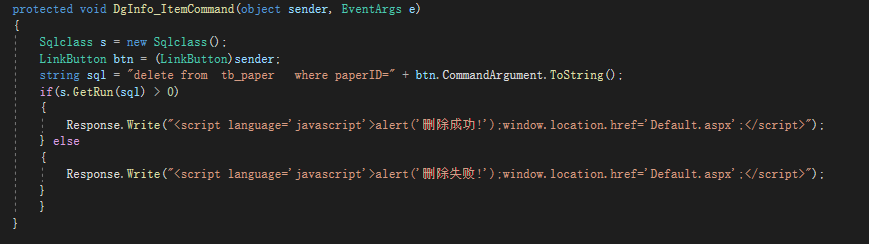 protected void DgInfo_ItemCommand(object sender, EventArgs e)
{
Sqlclass s = new Sqlclass();
LinkButton btn = (LinkButton)sender;
string sql = "delete from  tb_paper   where paperID=" + btn.CommandArgument.ToString();
if(s.GetRun(sql) > 0)
{
Response.Write("<script language='javascript'>alert('删除成功!');window.location.href='Default.aspx';</script>");
} else
{
Response.Write("<script language='javascript'>alert('删除失败!');window.location.href='Default.aspx';</script>");
}
}
}